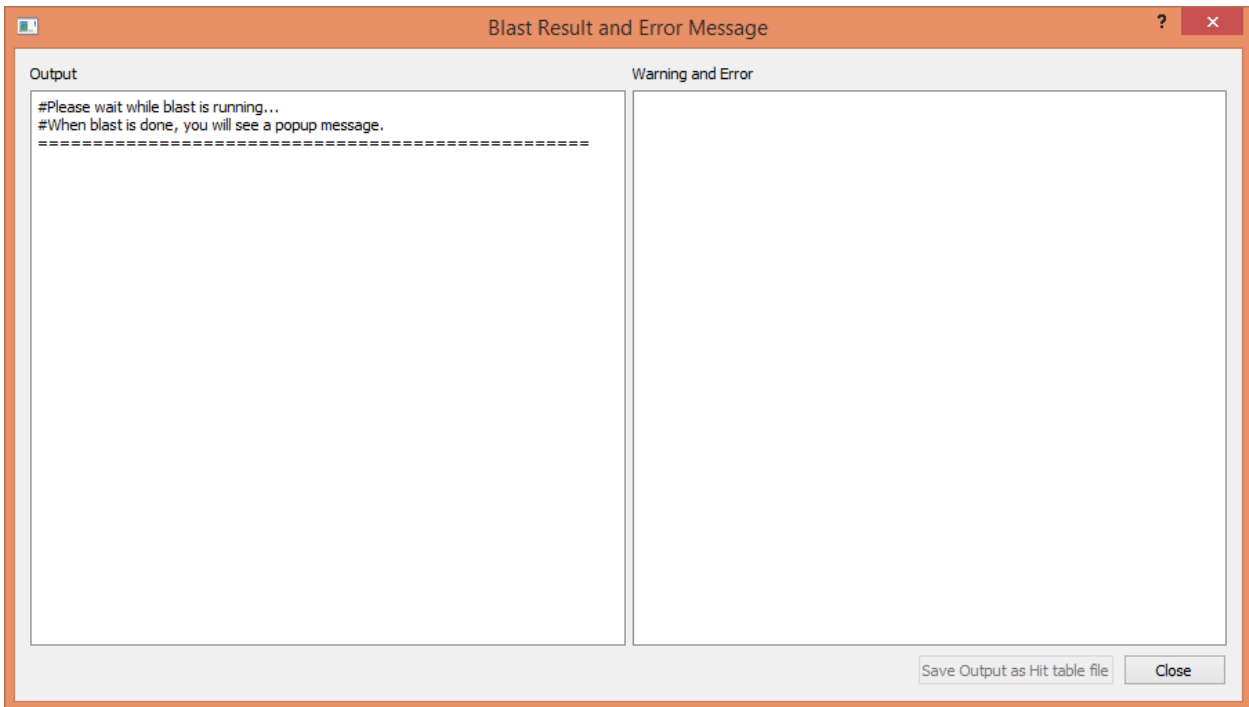 Blast Result and Error Message
?
Output
Warning and Error
#Please wait while blast is running...
#When blast is done, you will see a popup message.
==================================================
Save Output as Hit table file
Close